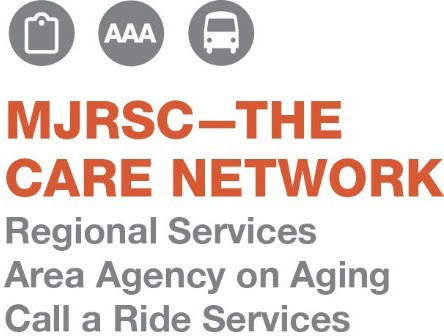 AAA
MJRSC—THE
CARE NETWORK
Regional Services
Area Agency on Aging
Call a Ride Services